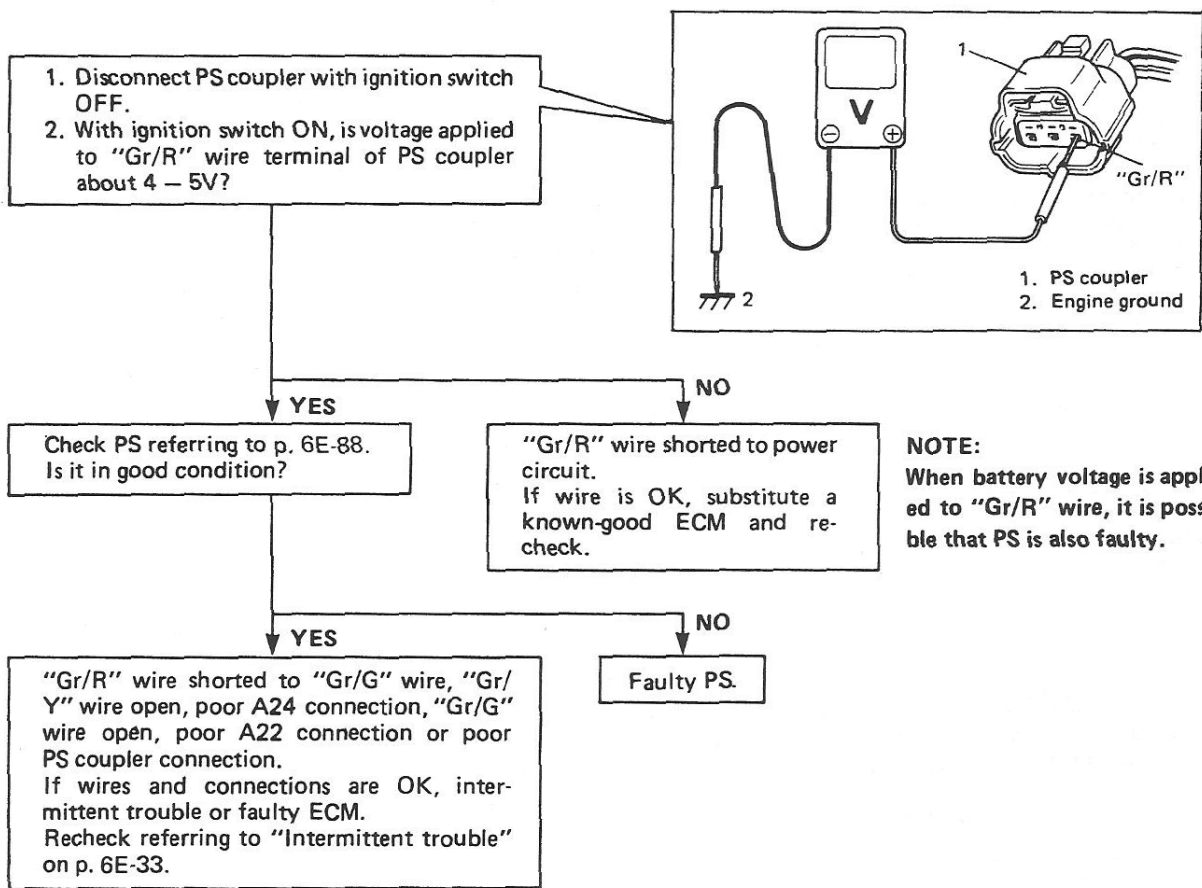 1. Disconnect PS coupler with ignition switch
OFF.
2. With ignition switch ON, is voltage applied
to “Gr/R” wire terminal of PS coupler
about 4 – 5V?
1
V
⊖ ⊕
“Gr/R”
2
1. PS coupler
2. Engine ground
YES
NO
Check PS referring to p. 6E-88.
Is it in good condition?
“Gr/R” wire shorted to power
circuit.
If wire is OK, substitute a
known-good ECM and re-
check.
NOTE:
When battery voltage is appl
ed to “Gr/R” wire, it is poss
ble that PS is also faulty.
YES
NO
“Gr/R” wire shorted to “Gr/G” wire, “Gr/
Y” wire open, poor A24 connection, “Gr/G”
wire open, poor A22 connection or poor
PS coupler connection.
If wires and connections are OK, inter-
mittent trouble or faulty ECM.
Recheck referring to “Intermittent trouble”
on p. 6E-33.
Faulty PS.